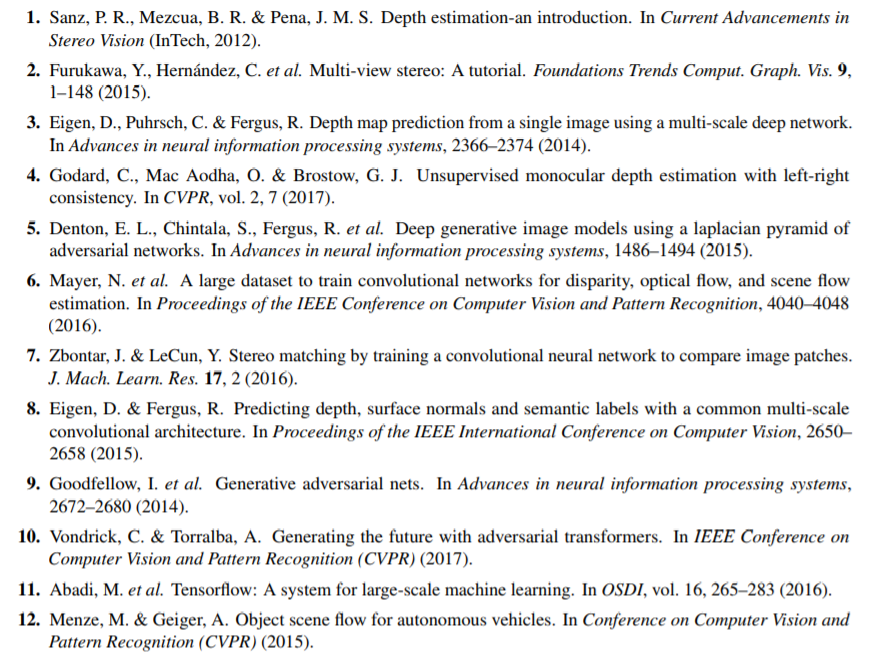 1. Sanz, P. R., Mezcua, B. R. & Pena, J. M. S. Depth estimation-an introduction. In Current Advancements in
Stereo Vision (InTech, 2012).
2. Furukawa, Y., Hernández, C. et al. Multi-view stereo: A tutorial. Foundations Trends Comput. Graph. Vis. 9,
1–148 (2015).
3. Eigen, D., Puhrsch, C. & Fergus, R. Depth map prediction from a single image using a multi-scale deep network.
In Advances in neural information processing systems, 2366–2374 (2014).
4. Godard, C., Mac Aodha, O. & Brostow, G. J. Unsupervised monocular depth estimation with left-right
consistency. In CVPR, vol. 2, 7 (2017).
5. Denton, E. L., Chintala, S., Fergus, R. et al. Deep generative image models using a laplacian pyramid of
adversarial networks. In Advances in neural information processing systems, 1486–1494 (2015).
6. Mayer, N. et al. A large dataset to train convolutional networks for disparity, optical flow, and scene flow
estimation. In Proceedings of the IEEE Conference on Computer Vision and Pattern Recognition, 4040–4048
(2016).
7. Zbontar, J. & LeCun, Y. Stereo matching by training a convolutional neural network to compare image patches.
J. Mach. Learn. Res. 17, 2 (2016).
8. Eigen, D. & Fergus, R. Predicting depth, surface normals and semantic labels with a common multi-scale
convolutional architecture. In Proceedings of the IEEE International Conference on Computer Vision, 2650–
2658 (2015).
9. Goodfellow, I. et al. Generative adversarial nets. In Advances in neural information processing systems,
2672–2680 (2014).
10. Vondrick, C. & Torralba, A. Generating the future with adversarial transformers. In IEEE Conference on
Computer Vision and Pattern Recognition (CVPR) (2017).
11. Abadi, M. et al. Tensorflow: A system for large-scale machine learning. In OSDI, vol. 16, 265–283 (2016).
12. Menze, M. & Geiger, A. Object scene flow for autonomous vehicles. In Conference on Computer Vision and
Pattern Recognition (CVPR) (2015).